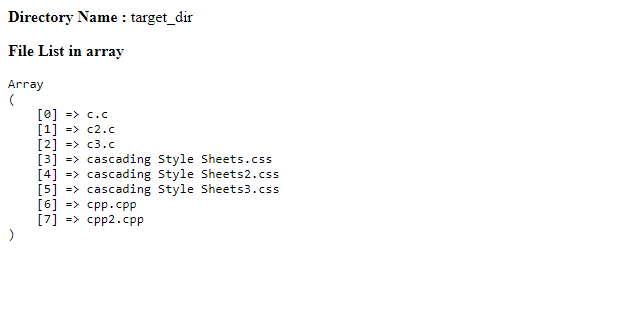 Directory Name : target_dir
File List in array
Array
(
    [0] => c.c
    [1] => c2.c
    [2] => c3.c
    [3] => cascading Style Sheets.css
    [4] => cascading Style Sheets2.css
    [5] => cascading Style Sheets3.css
    [6] => cpp.cpp
    [7] => cpp2.cpp
)